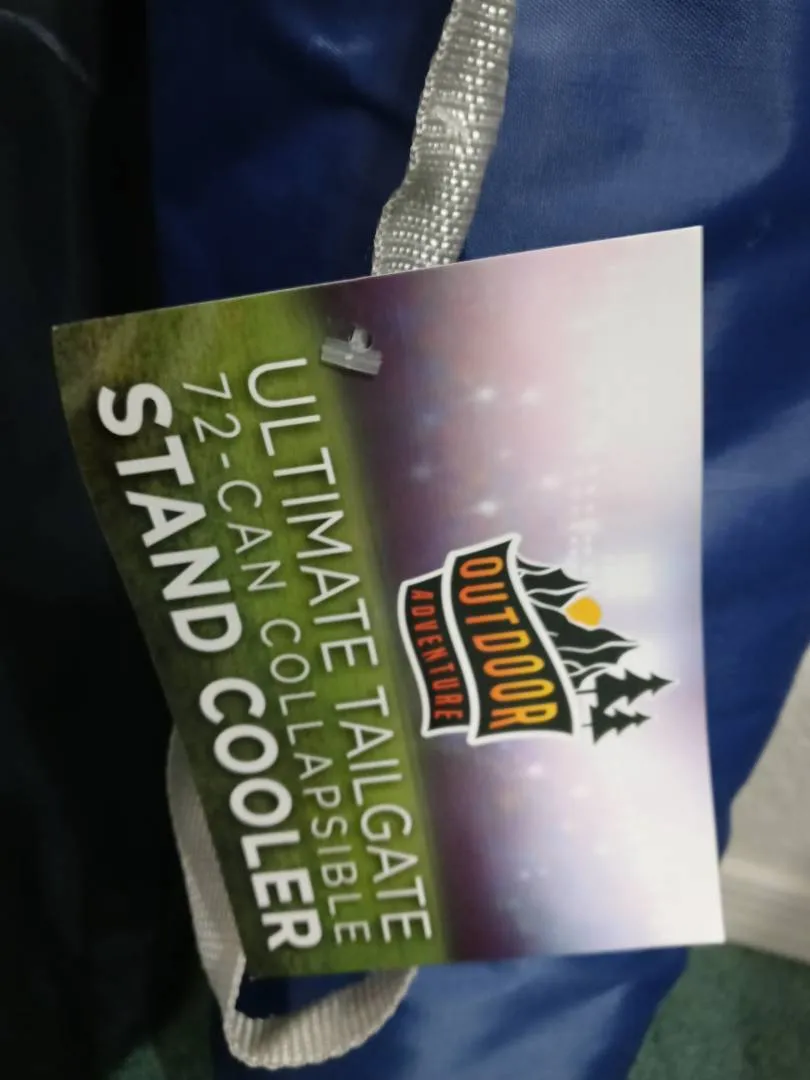 OUTDOOR
ADVENTURE
ULTIMATE TAILGATE
72-CAN COLLAPSIBLE
STAND COOLER